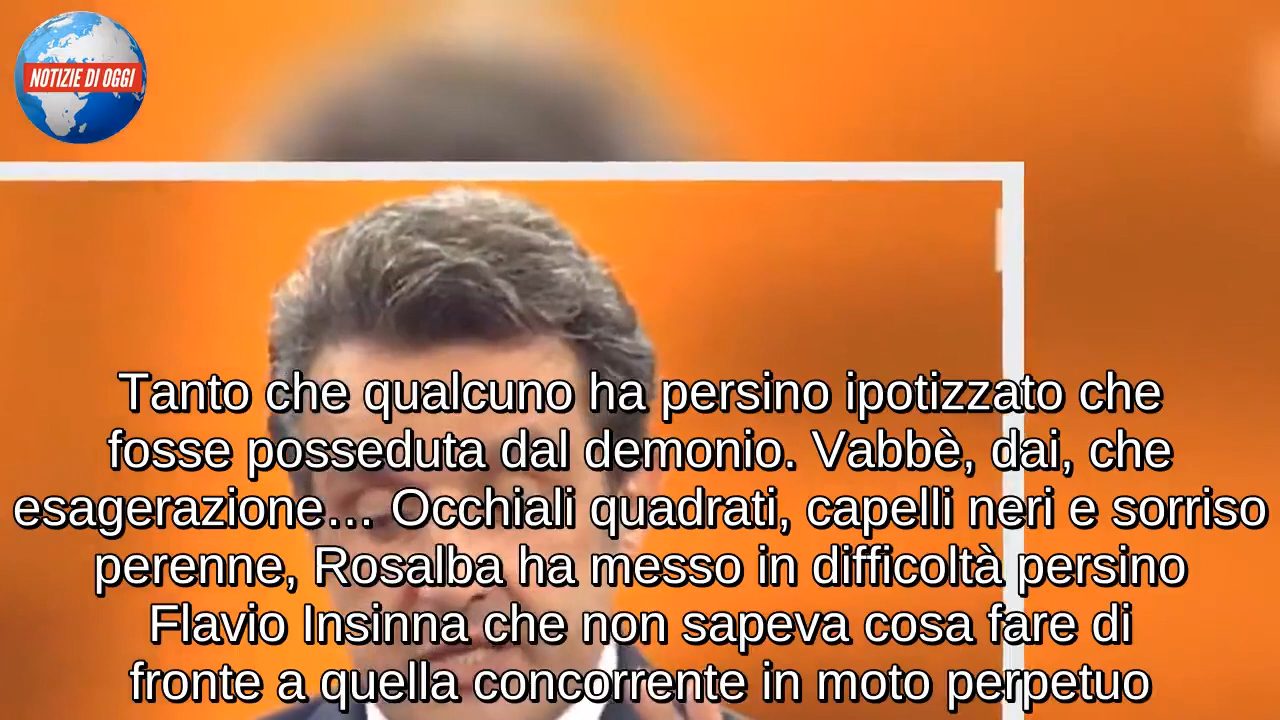 NOTIZIE DI OGGI
Tanto che qualcuno ha persino ipotizzato che
fosse posseduta dal demonio. Vabbè, dai, che
esagerazione… Occhiali quadrati, capelli neri e sorriso
perenne, Rosalba ha messo in difficoltà persino
Flavio Insinna che non sapeva cosa fare di
fronte a quella concorrente in moto perpetuo